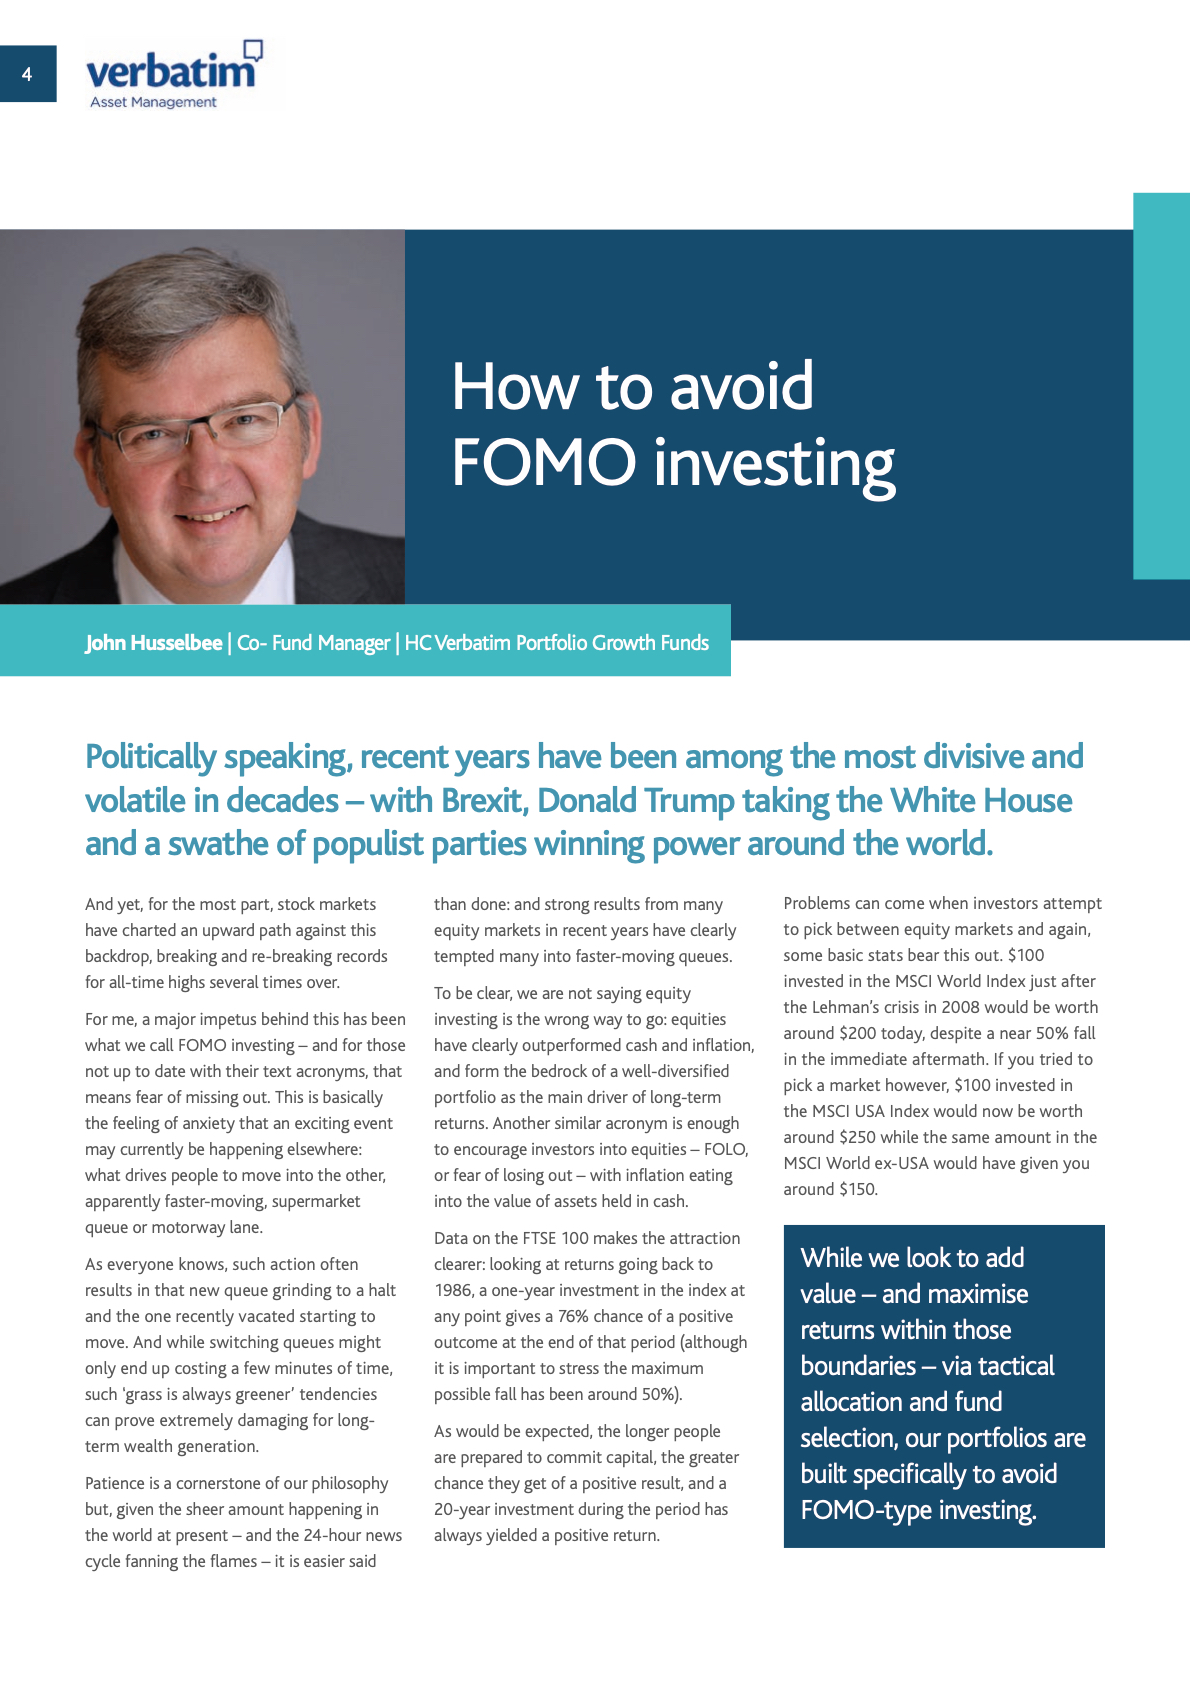 4
verbatim
Asset Management
How to avoid
FOMO investing
John Husselbee | Co- Fund Manager | HC Verbatim Portfolio Growth Funds
Politically speaking, recent years have been among the most divisive and
volatile in decades – with Brexit, Donald Trump taking the White House
and a swathe of populist parties winning power around the world.
And yet, for the most part, stock markets
have charted an upward path against this
backdrop, breaking and re-breaking records
for all-time highs several times over.
For me, a major impetus behind this has been
what we call FOMO investing – and for those
not up to date with their text acronyms, that
means fear of missing out. This is basically
the feeling of anxiety that an exciting event
may currently be happening elsewhere:
what drives people to move into the other,
apparently faster-moving, supermarket
queue or motorway lane.
As everyone knows, such action often
results in that new queue grinding to a halt
and the one recently vacated starting to
move. And while switching queues might
only end up costing a few minutes of time,
such ‘grass is always greener’ tendencies
can prove extremely damaging for long-
term wealth generation.
Patience is a cornerstone of our philosophy
but, given the sheer amount happening in
the world at present – and the 24-hour news
cycle fanning the flames – it is easier said
than done: and strong results from many
equity markets in recent years have clearly
tempted many into faster-moving queues.
To be clear, we are not saying equity
investing is the wrong way to go: equities
have clearly outperformed cash and inflation,
and form the bedrock of a well-diversified
portfolio as the main driver of long-term
returns. Another similar acronym is enough
to encourage investors into equities – FOLO,
or fear of losing out – with inflation eating
into the value of assets held in cash.
Data on the FTSE 100 makes the attraction
clearer: looking at returns going back to
1986, a one-year investment in the index at
any point gives a 76% chance of a positive
outcome at the end of that period (although
it is important to stress the maximum
possible fall has been around 50%).
As would be expected, the longer people
are prepared to commit capital, the greater
chance they get of a positive result, and a
20-year investment during the period has
always yielded a positive return.
Problems can come when investors attempt
to pick between equity markets and again,
some basic stats bear this out. $100
invested in the MSCI World Index just after
the Lehman’s crisis in 2008 would be worth
around $200 today, despite a near 50% fall
in the immediate aftermath. If you tried to
pick a market however, $100 invested in
the MSCI USA Index would now be worth
around $250 while the same amount in the
MSCI World ex-USA would have given you
around $150.
While we look to add
value – and maximise
returns within those
boundaries – via tactical
allocation and fund
selection, our portfolios are
built specifically to avoid
FOMO-type investing.